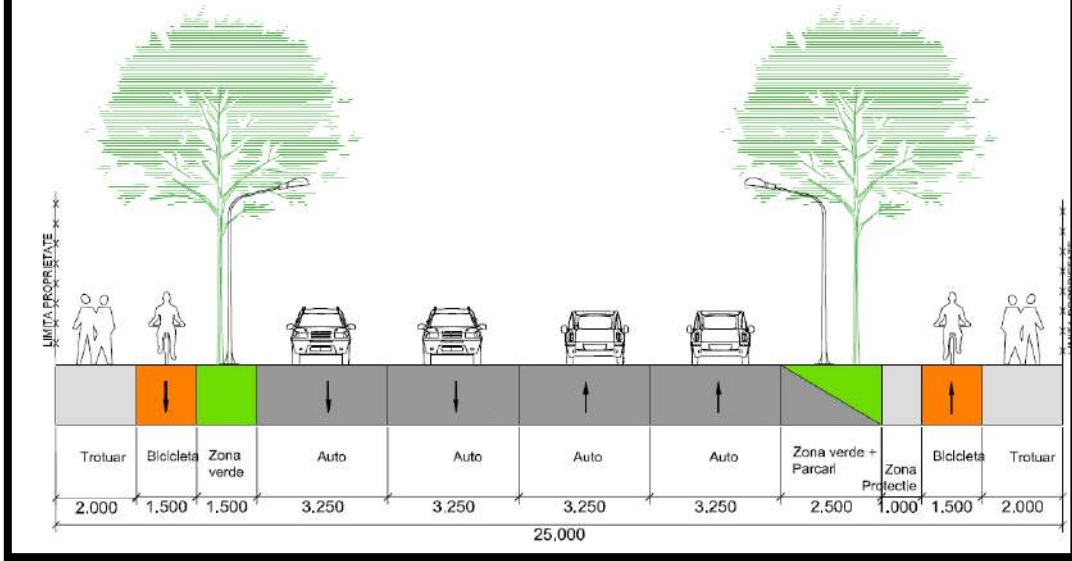 LIMITA PROPRIETATE
Trotuar
Bicicleta
Zona
verde
Auto
Auto
Auto
Auto
Zona verde +
Parcari
Zona
Protectie
Bicicleta
Trotuar
2.000
1.500
1.500
3.250
3.250
3.250
3.250
2.500
1.000
1.500
2.000
25.000